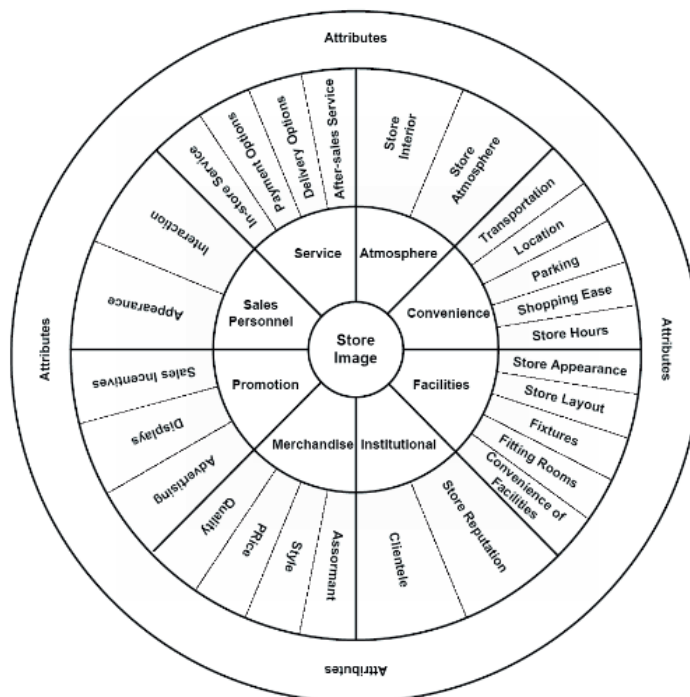 Attributes
After-sales Service
Delivery Options
Payment Options
In-store Service
Store
Interior
Store
Atmosphere
Transportation
Location
Parking
Shopping Ease
Store Hours
Interaction
Appearance
Service
Atmosphere
Sales
Personnel
Convenience
Store
Image
Attributes
Attributes
Promotion
Facilities
Merchandise
Institutional
Sales Incentives
Displays
Advertising
Store Appearance
Store Layout
Fixtures
Fitting Rooms
Convenience of
Facilities
Quality
PRice
Style
Assormant
Clientele
Store Reputation
Attributes